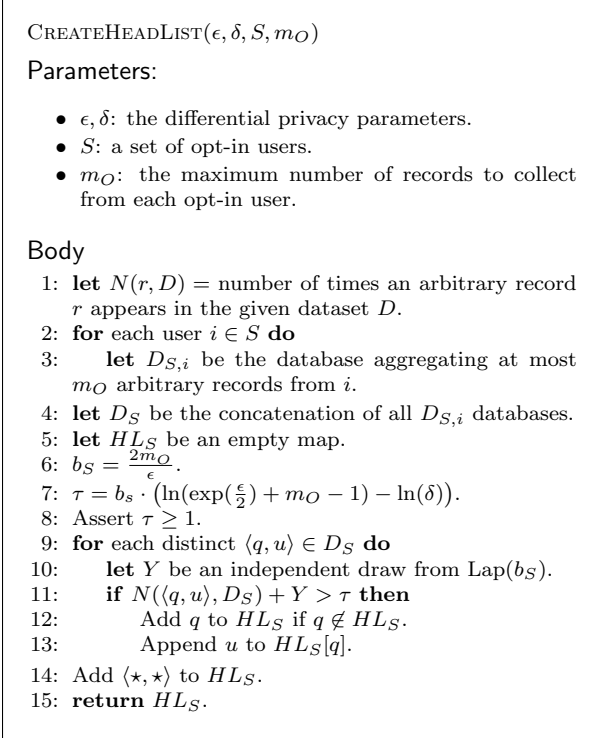 CREATEHEADLIST(ϵ, δ, S, m_O)
Parameters:
• ϵ, δ: the differential privacy parameters.
• S: a set of opt-in users.
• m_O: the maximum number of records to collect
from each opt-in user.
Body
1: let N(r, D) = number of times an arbitrary record
r appears in the given dataset D.
2: for each user i ∈ S do
3: let D_{S,i} be the database aggregating at most
m_O arbitrary records from i.
4: let D_S be the concatenation of all D_{S,i} databases.
5: let HL_S be an empty map.
6: b_S = \frac{2m_O}{ϵ}.
7: τ = b_s · (ln(exp(\frac{ϵ}{2}) + m_O − 1) − ln(δ)).
8: Assert τ ≥ 1.
9: for each distinct ⟨q, u⟩ ∈ D_S do
10: let Y be an independent draw from Lap(b_S).
11: if N(⟨q, u⟩, D_S) + Y > τ then
12: Add q to HL_S if q ∉ HL_S.
13: Append u to HL_S[q].
14: Add ⟨⋆, ⋆⟩ to HL_S.
15: return HL_S.